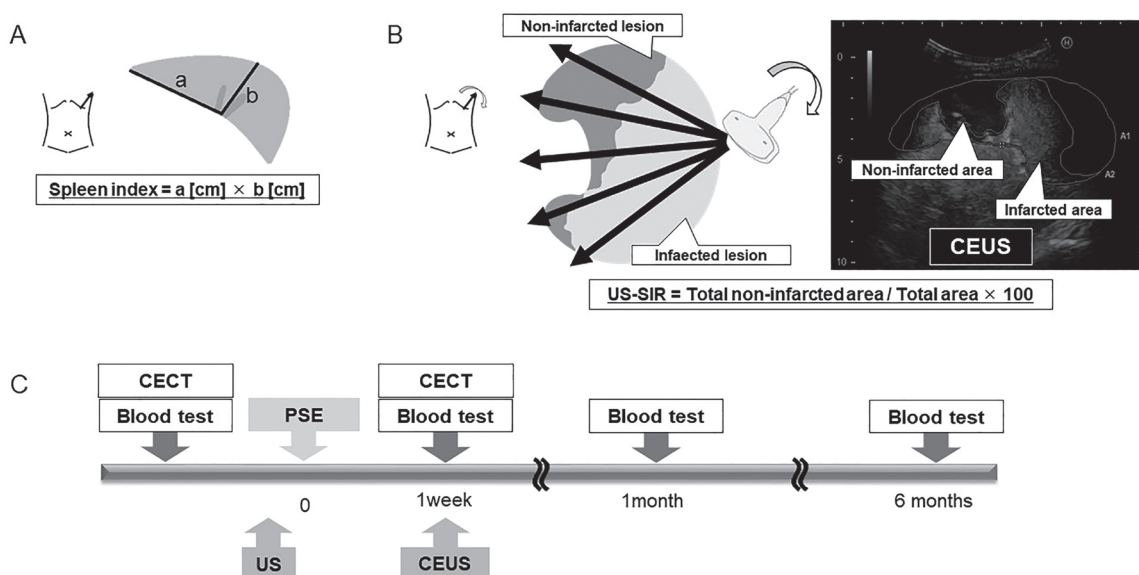 A
a
b
Spleen index = a [cm] × b [cm]
B
Non-infarcted lesion
Infaected lesion
US-SIR = Total non-infarcted area / Total area × 100
H
0
5
10
A1
A2
Non-infarcted area
Infarcted area
CEUS
C
CECT
Blood test
PSE
CECT
Blood test
Blood test
Blood test
0
1week
1month
6 months
US
CEUS